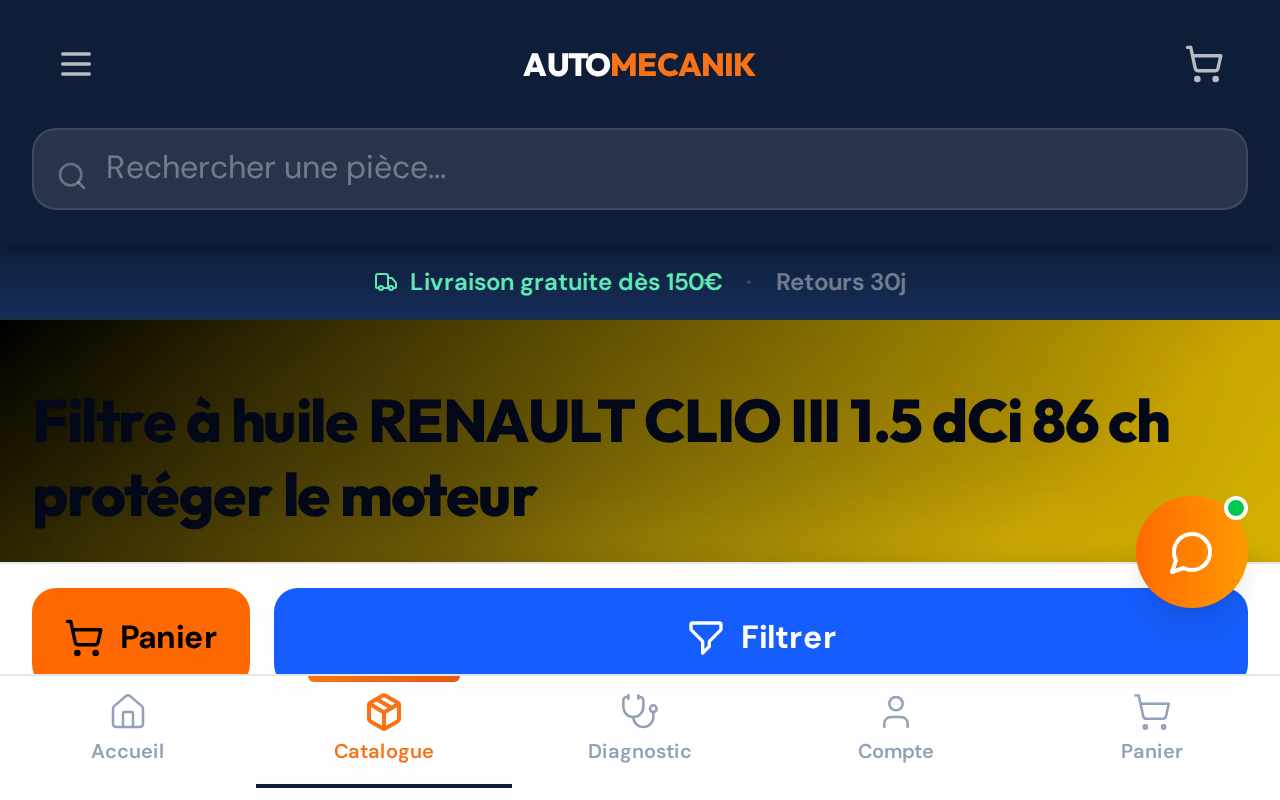 AUTOMECANIK
Rechercher une pièce...
Livraison gratuite dès 150€ · Retours 30j
Filtre à huile RENAULT CLIO III 1.5 dCi 86 ch
protéger le moteur
Panier
Filtrer
Accueil
Catalogue
Diagnostic
Compte
Panier